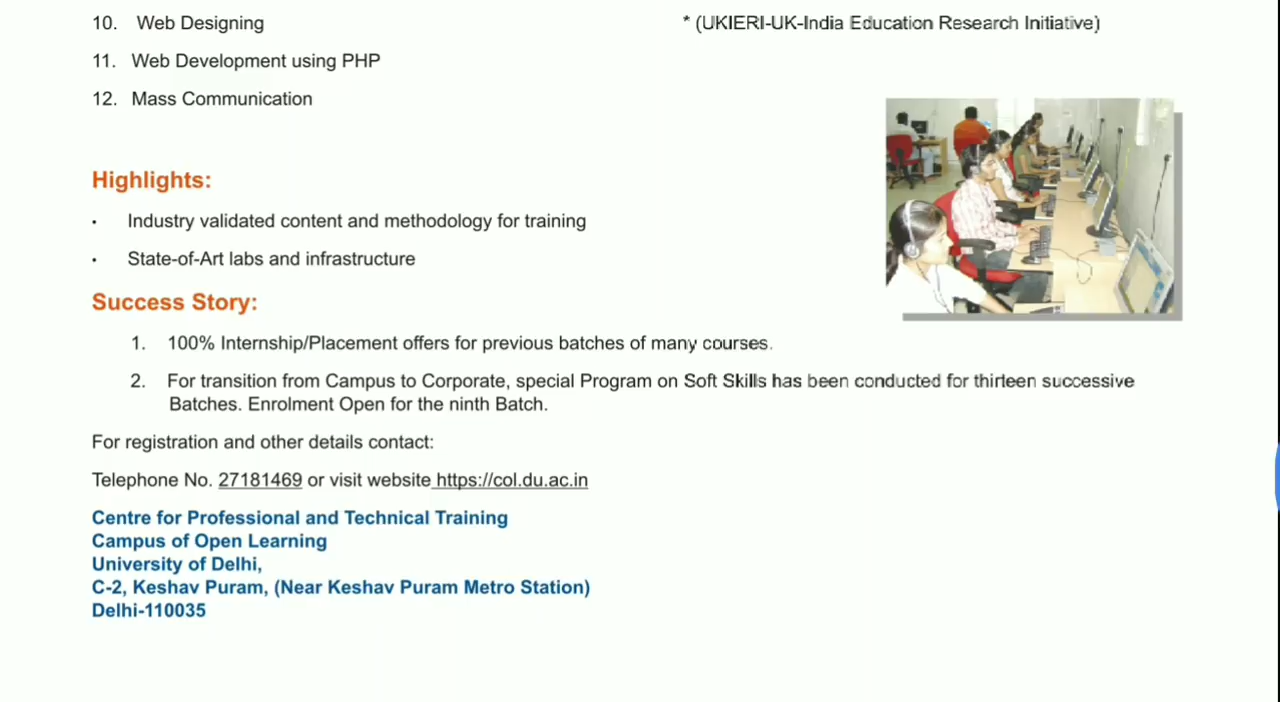 10. Web Designing
* (UKIERI-UK-India Education Research Initiative)
11. Web Development using PHP
12. Mass Communication
Highlights:
· Industry validated content and methodology for training
· State-of-Art labs and infrastructure
Success Story:
1. 100% Internship/Placement offers for previous batches of many courses.
2. For transition from Campus to Corporate, special Program on Soft Skills has been conducted for thirteen successive
Batches. Enrolment Open for the ninth Batch.
For registration and other details contact:
Telephone No. 27181469 or visit website https://col.du.ac.in
Centre for Professional and Technical Training
Campus of Open Learning
University of Delhi,
C-2, Keshav Puram, (Near Keshav Puram Metro Station)
Delhi-110035